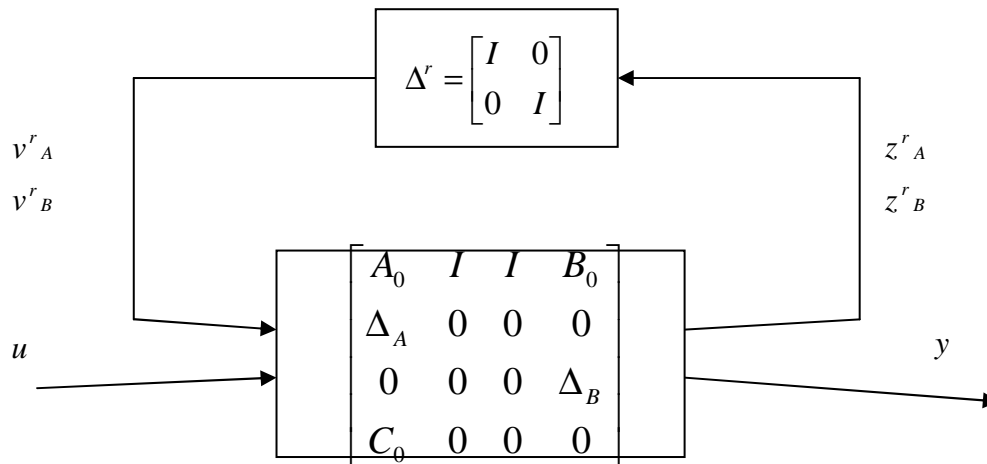 Δ^r = [I 0
0 I]
v^r_A
v^r_B
z^r_A
z^r_B
A_0 I I B_0
Δ_A 0 0 0
0 0 0 Δ_B
C_0 0 0 0
u
y